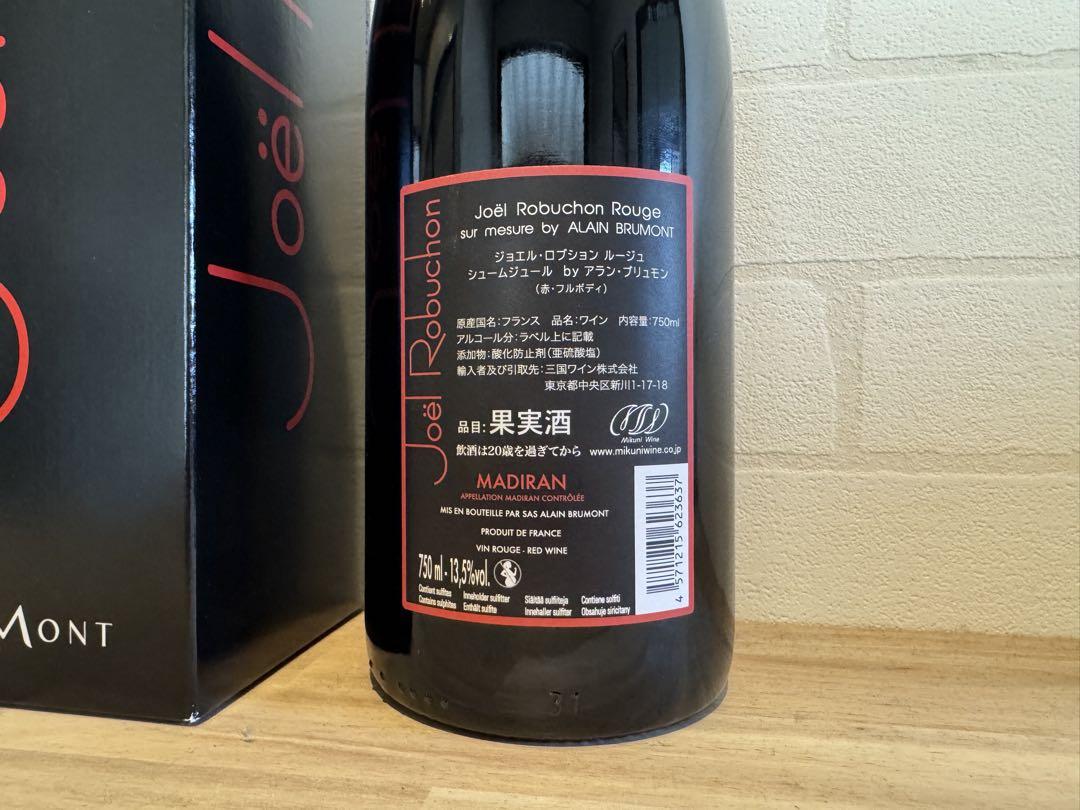 Joël
MONT
Joël Robuchon
Joël Robuchon Rouge
sur mesure by ALAIN BRUMONT
ジョエル・ロブション ルージュ
シュームジュール by アラン・ブリュモン
(赤・フルボディ)
原産国名:フランス 品名:ワイン 内容量:750ml
アルコール分:ラベル上に記載
添加物:酸化防止剤(亜硫酸塩)
輸入者及び引取先:三国ワイン株式会社
東京都中央区新川1-17-18
品目:果実酒
Mikuni Wine
飲酒は20歳を過ぎてから www.mikuniwine.co.jp
MADIRAN
APPELLATION MADIRAN CONTRÔLÉE
MIS EN BOUTEILLE PAR SAS ALAIN BRUMONT
PRODUIT DE FRANCE
VIN ROUGE - RED WINE
750 ml - 13,5%vol.
Contient sulfites Inneholder sulfitter Sisältää sulfiitteja Contiene solfiti
Contains sulphites Enthält sulfite Innehaller sulfiter Obsahuje siricitany
4 571215 623637
31